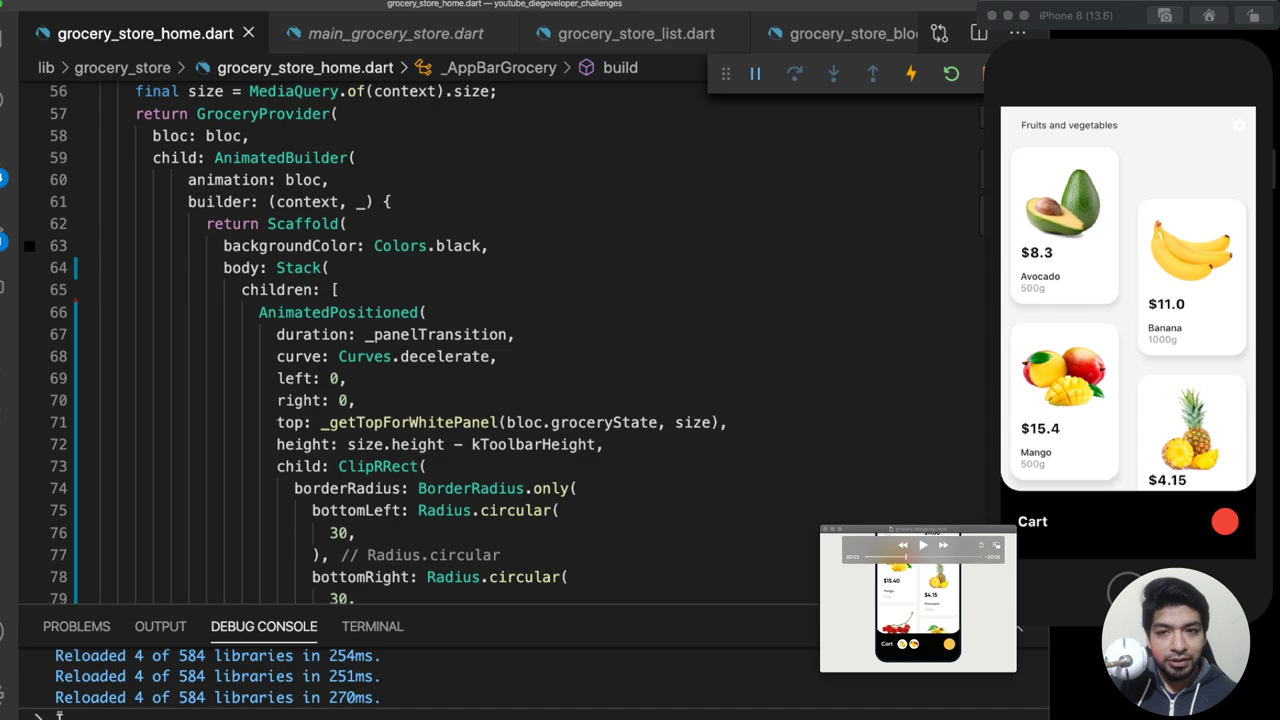 grocery_store_home.dart — youtube_diegoveloper_challenges
grocery_store_home.dart
main_grocery_store.dart
grocery_store_list.dart
grocery_store_blo
lib > grocery_store > grocery_store_home.dart > _AppBarGrocery > build
56 final size = MediaQuery.of(context).size;
57 return GroceryProvider(
58 bloc: bloc,
59 child: AnimatedBuilder(
60 animation: bloc,
61 builder: (context, _) {
62 return Scaffold(
63 backgroundColor: Colors.black,
64 body: Stack(
65 children: [
66 AnimatedPositioned(
67 duration: _panelTransition,
68 curve: Curves.decelerate,
69 left: 0,
70 right: 0,
71 top: _getTopForWhitePanel(bloc.groceryState, size),
72 height: size.height - kToolbarHeight,
73 child: ClipRRect(
74 borderRadius: BorderRadius.only(
75 bottomLeft: Radius.circular(
76 30,
77 ), // Radius.circular
78 bottomRight: Radius.circular(
79 30.
PROBLEMS OUTPUT DEBUG CONSOLE TERMINAL
Reloaded 4 of 584 libraries in 254ms.
Reloaded 4 of 584 libraries in 251ms.
Reloaded 4 of 584 libraries in 270ms.
iPhone 8 (13.6)
Fruits and vegetables
$8.3
Avocado
500g
$11.0
Banana
1000g
$15.4
Mango
500g
$4.15
Cart
$15.40
$4.15
Cart